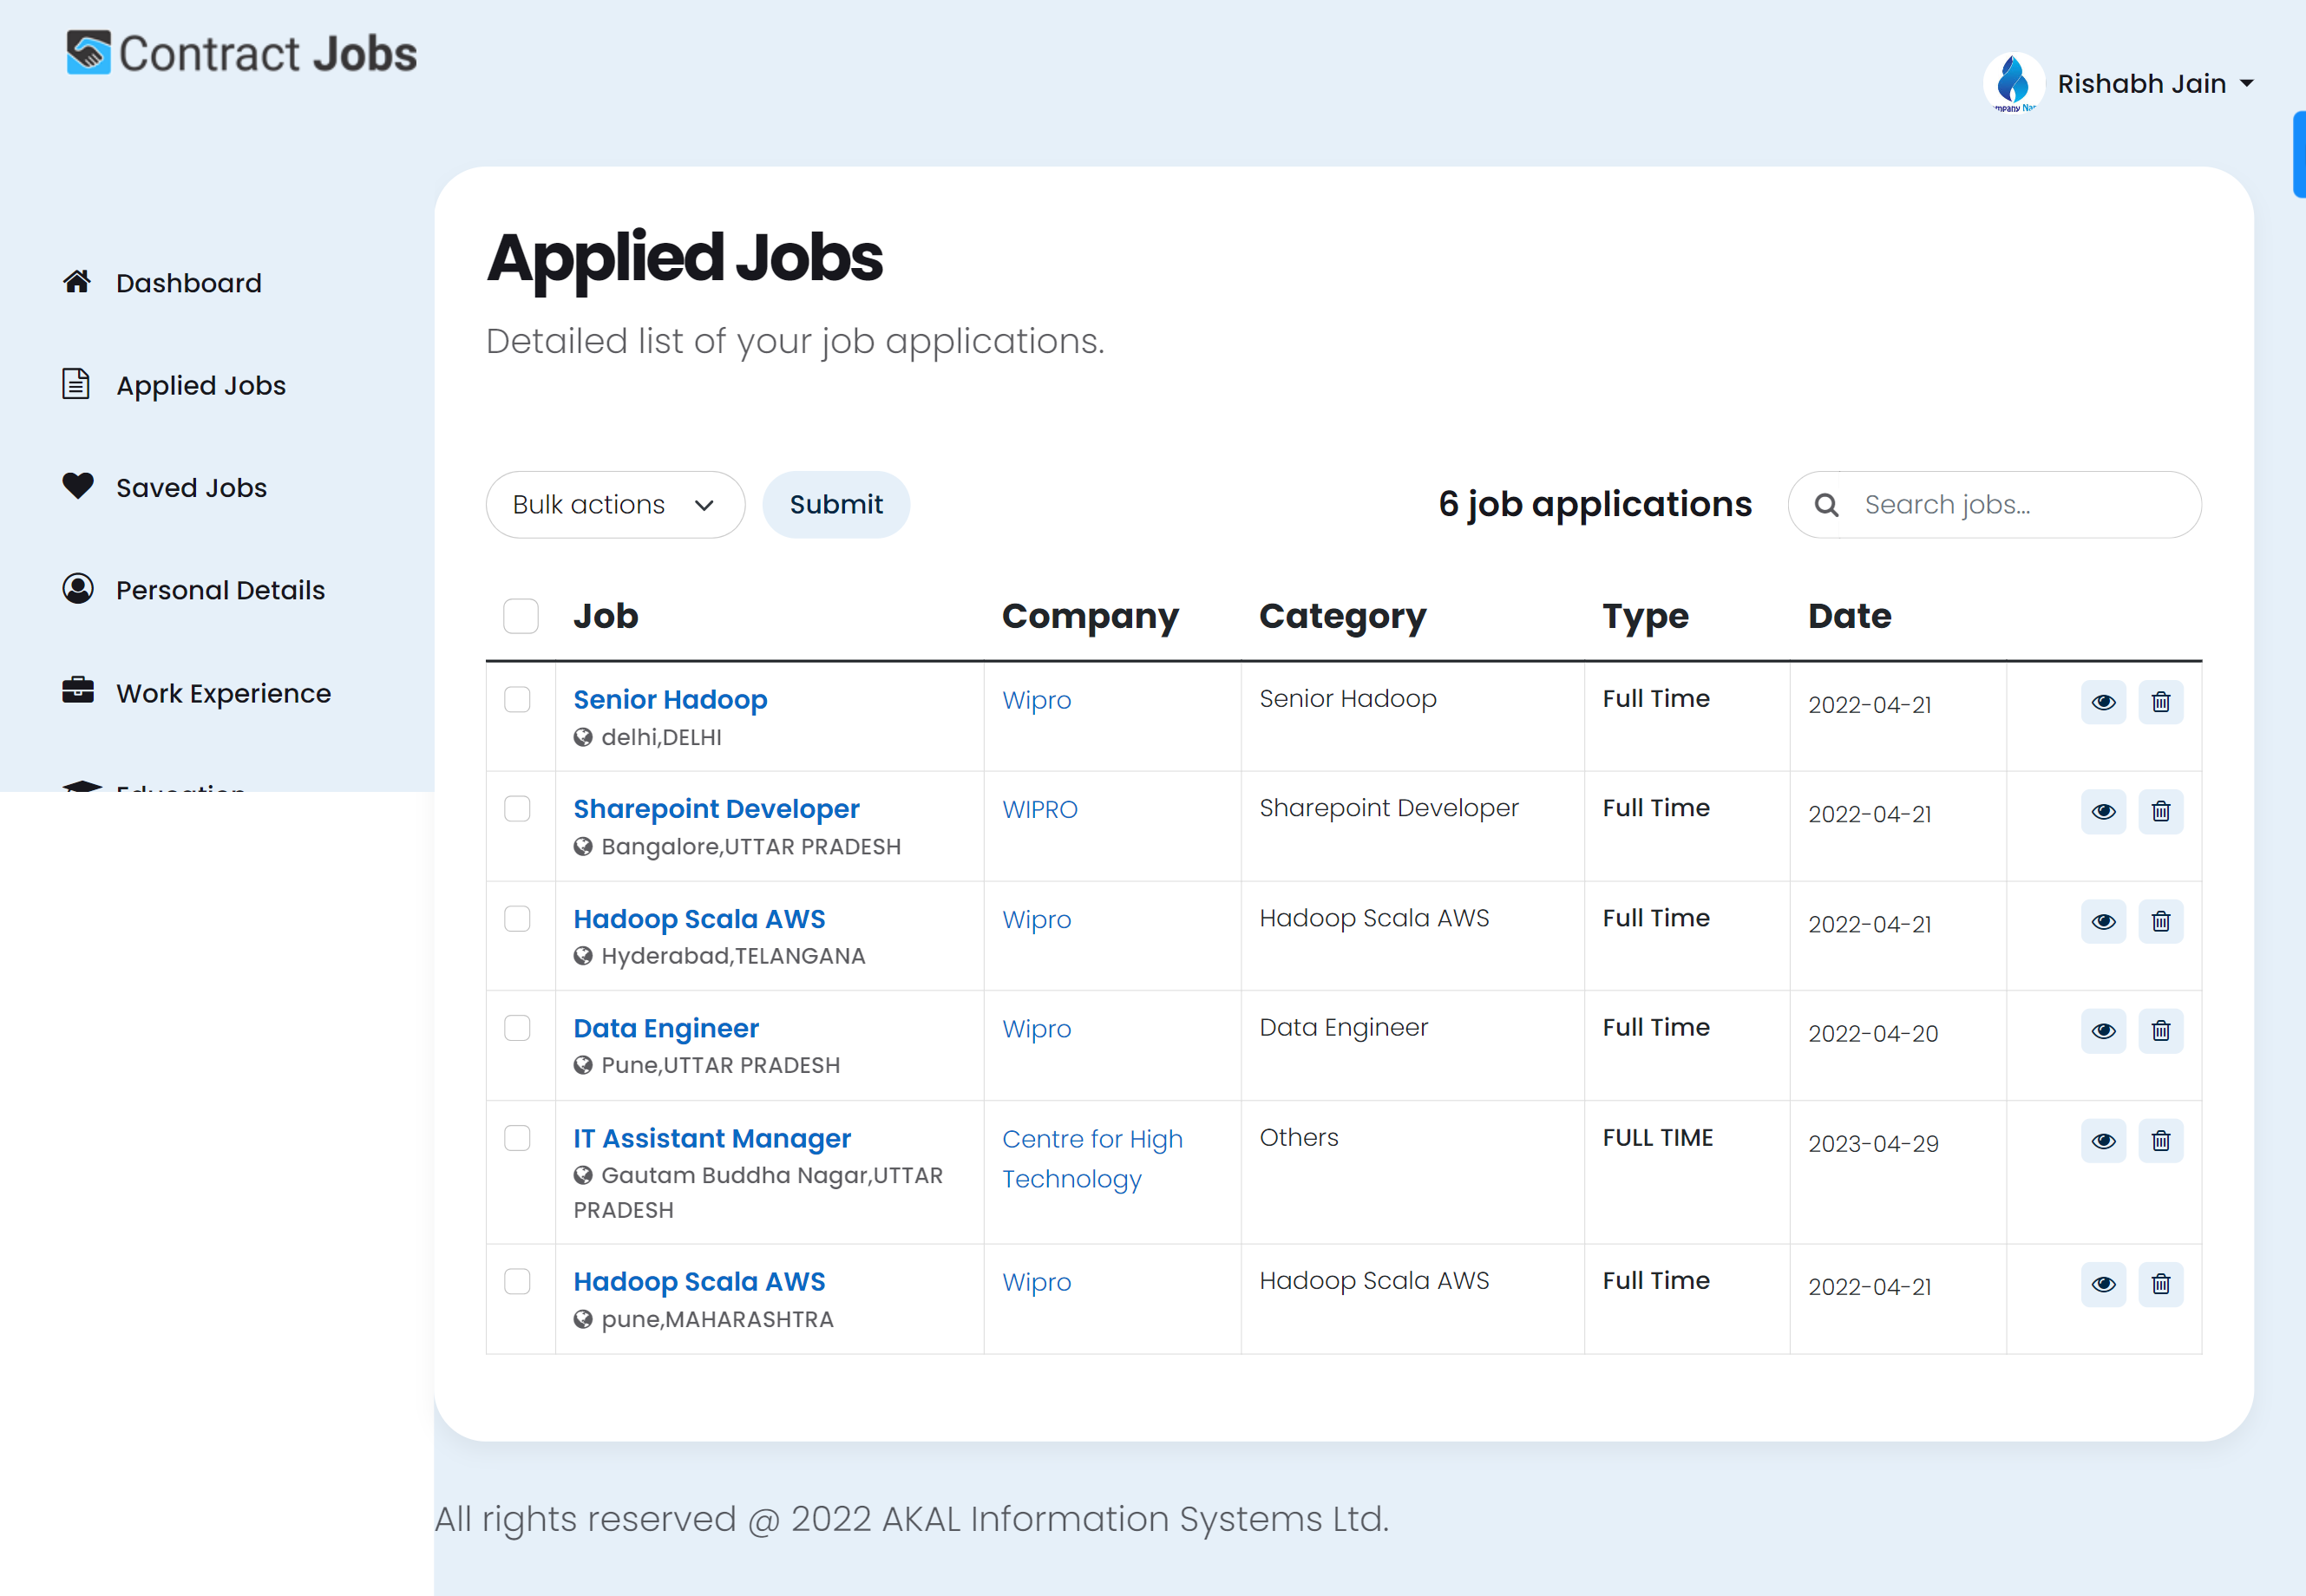 Contract Jobs
Rishabh Jain
Dashboard
Applied Jobs
Saved Jobs
Personal Details
Work Experience
Education
Applied Jobs
Detailed list of your job applications.
Bulk actions
Submit
6 job applications
Search jobs...
Job Company Category Type Date
Senior Hadoop Wipro Senior Hadoop Full Time 2022-04-21
delhi,DELHI
Sharepoint Developer WIPRO Sharepoint Developer Full Time 2022-04-21
Bangalore,UTTAR PRADESH
Hadoop Scala AWS Wipro Hadoop Scala AWS Full Time 2022-04-21
Hyderabad,TELANGANA
Data Engineer Wipro Data Engineer Full Time 2022-04-20
Pune,UTTAR PRADESH
IT Assistant Manager Centre for High Others FULL TIME 2023-04-29
Gautam Buddha Nagar,UTTAR Technology
PRADESH
Hadoop Scala AWS Wipro Hadoop Scala AWS Full Time 2022-04-21
pune,MAHARASHTRA
All rights reserved @ 2022 AKAL Information Systems Ltd.